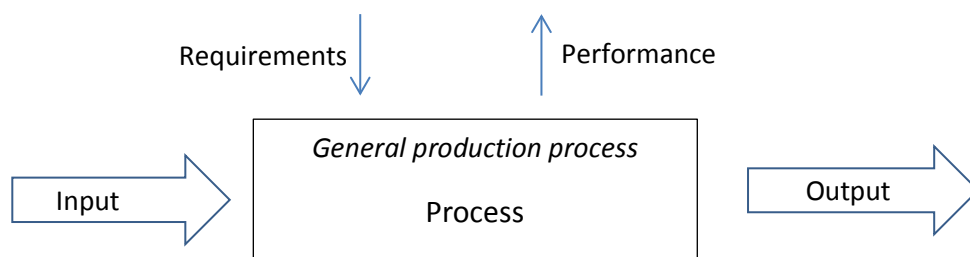 Requirements
Performance
General production process
Input
Process
Output